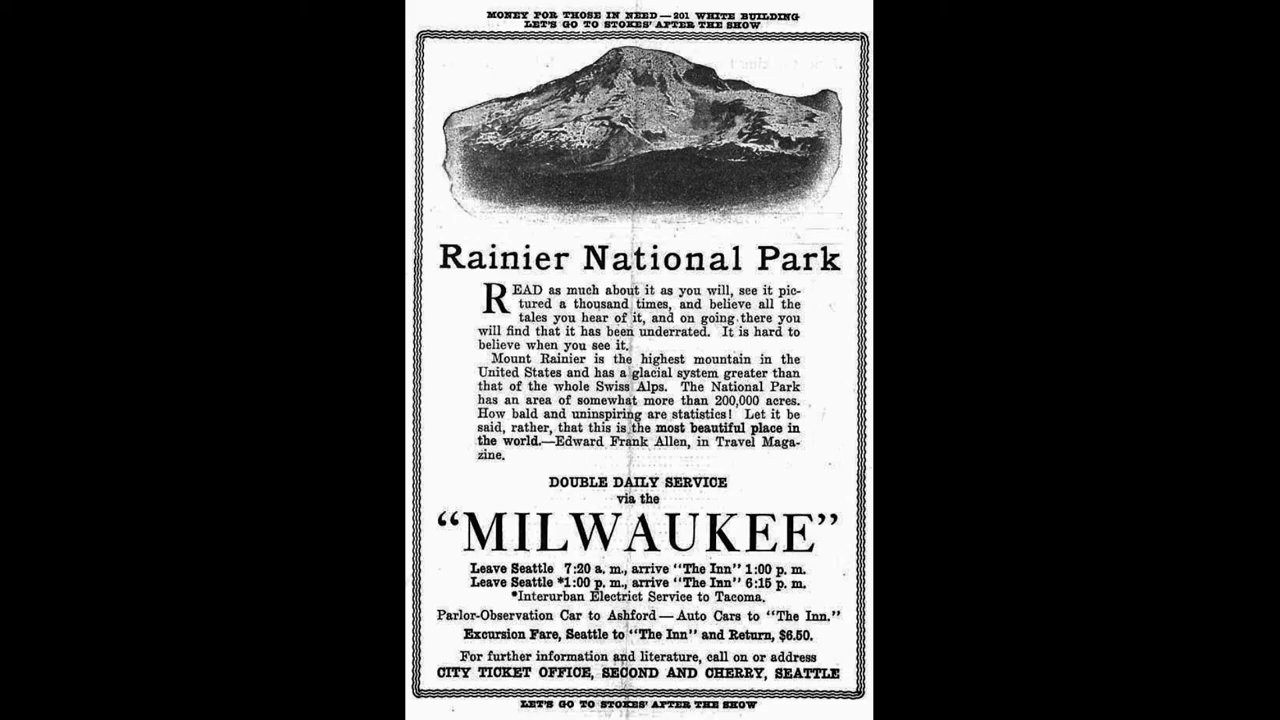 MONEY FOR THOSE IN NEED—201 WHITE BUILDING
LET'S GO TO STOKES' AFTER THE SHOW
Rainier National Park
READ as much about it as you will, see it pic-
tured a thousand times, and believe all the
tales you hear of it, and on going there you
will find that it has been underrated. It is hard to
believe when you see it.
Mount Rainier is the highest mountain in the
United States and has a glacial system greater than
that of the whole Swiss Alps. The National Park
has an area of somewhat more than 200,000 acres.
How bald and uninspiring are statistics! Let it be
said, rather, that this is the most beautiful place in
the world.—Edward Frank Allen, in Travel Maga-
zine.
DOUBLE DAILY SERVICE
via the
"MILWAUKEE"
Leave Seattle 7:20 a. m., arrive "The Inn" 1:00 p. m.
Leave Seattle *1:00 p. m., arrive "The Inn" 6:15 p. m.
*Interurban Electrict Service to Tacoma.
Parlor-Observation Car to Ashford—Auto Cars to "The Inn."
Excursion Fare, Seattle to "The Inn" and Return, $6.50.
For further information and literature, call on or address
CITY TICKET OFFICE, SECOND AND CHERRY, SEATTLE
LET'S GO TO STOKES' AFTER THE SHOW